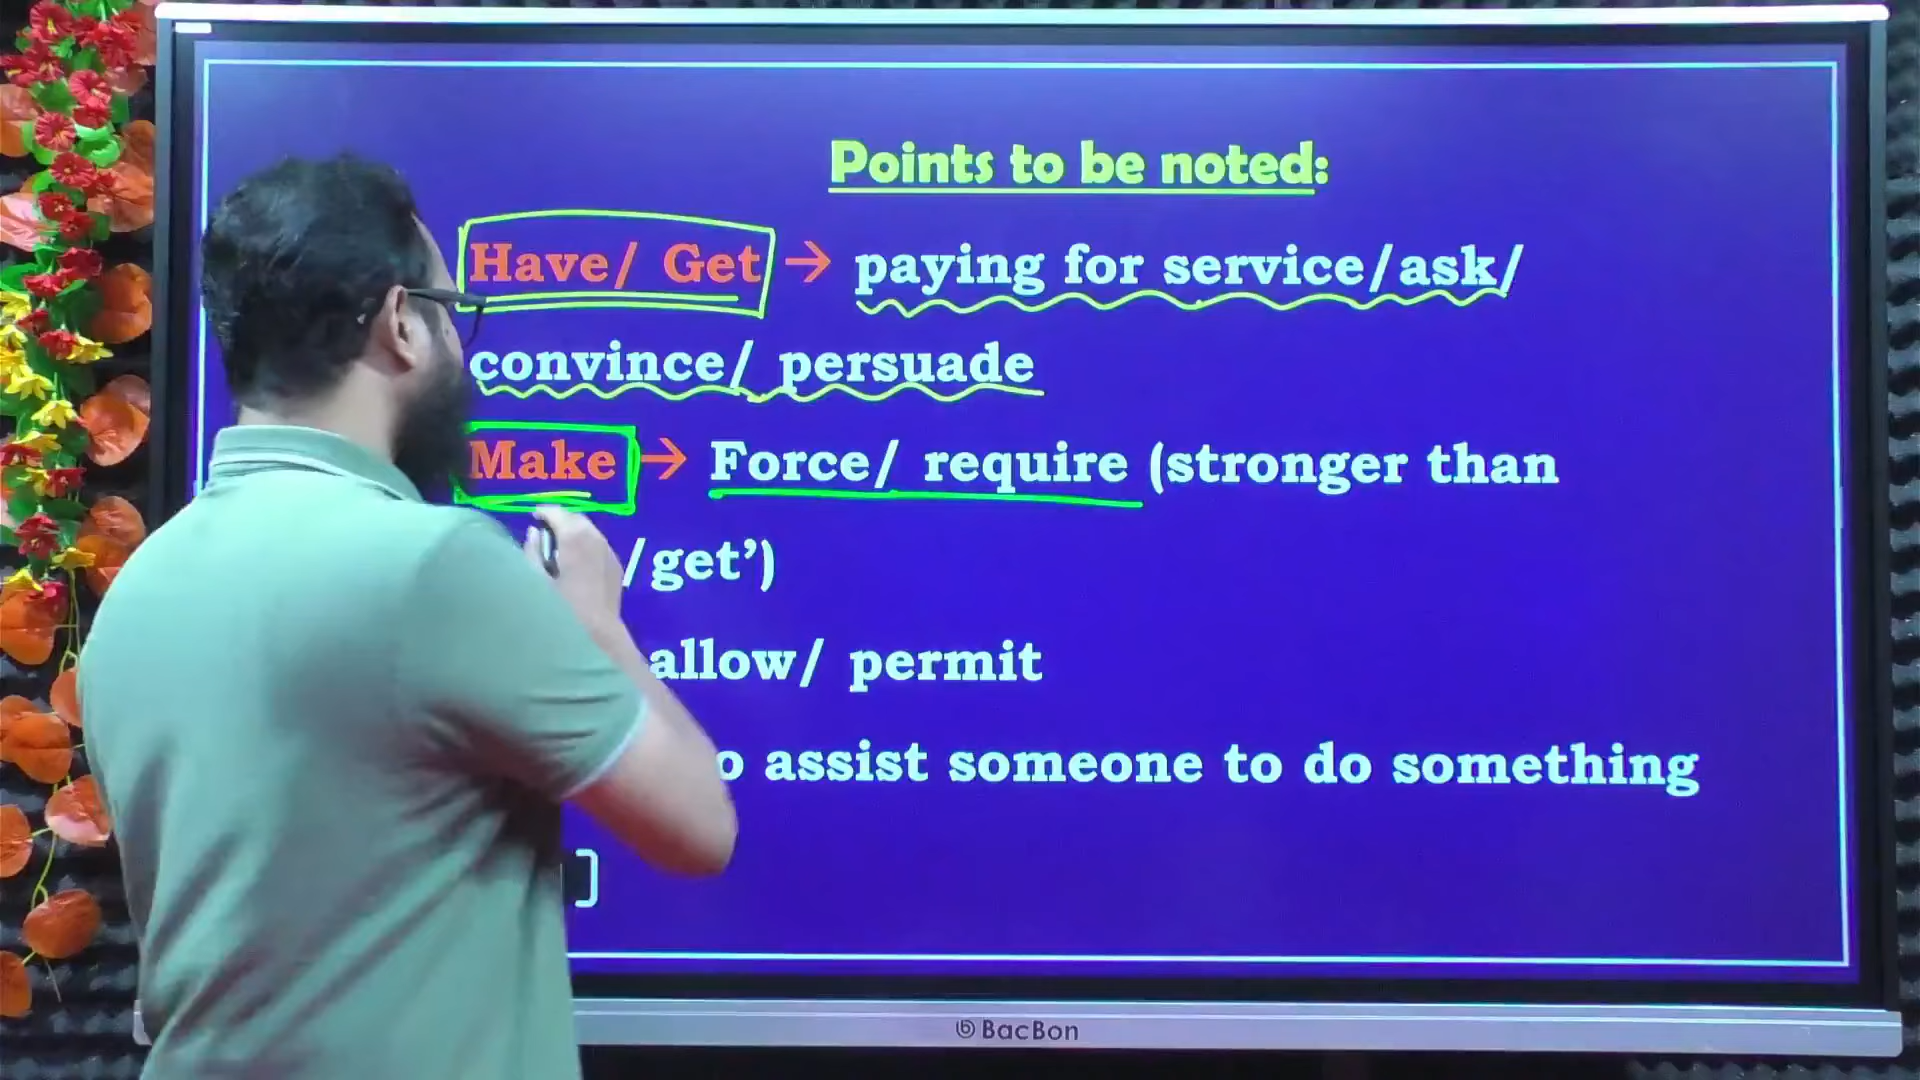 Points to be noted:
Have/ Get → paying for service/ask/
convince/ persuade
Make → Force/ require (stronger than
/get')
allow/ permit
assist someone to do something
BacBon